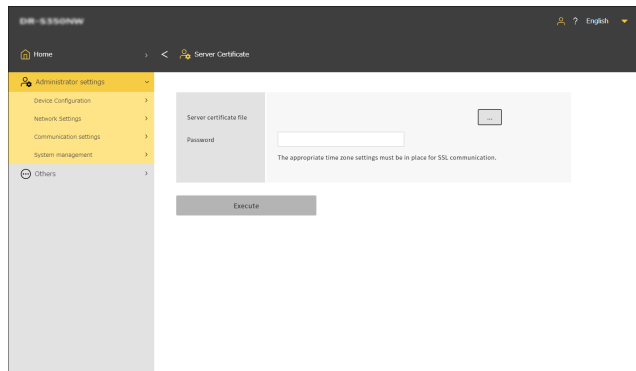 DR-S350NW
? English
Home
Server Certificate
Administrator settings
Device Configuration
Network Settings
Communication settings
System management
Others
Server certificate file
...
Password
The appropriate time zone settings must be in place for SSL communication.
Execute